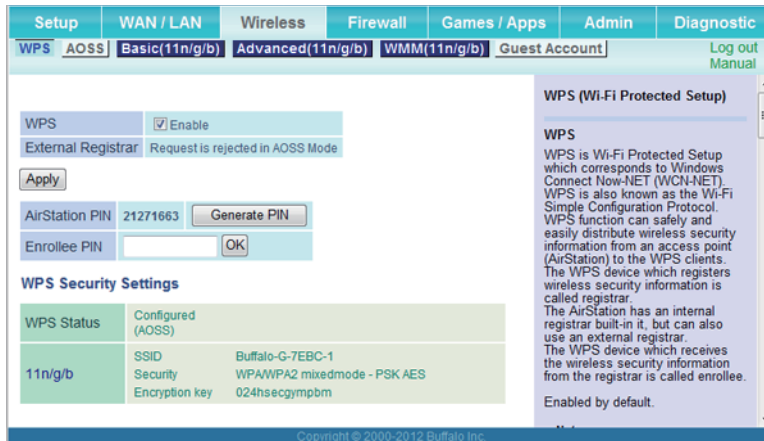 Setup WAN / LAN Wireless Firewall Games / Apps Admin Diagnostic
WPS AOSS Basic(11n/g/b) Advanced(11n/g/b) WMM(11n/g/b) Guest Account Log out
Manual
WPS Enable
External Registrar Request is rejected in AOSS Mode
Apply
AirStation PIN 21271663 Generate PIN
Enrollee PIN OK
WPS Security Settings
WPS Status Configured
(AOSS)
11n/g/b
SSID Buffalo-G-7EBC-1
Security WPA/WPA2 mixedmode - PSK AES
Encryption key 024hsecgympbm
WPS (Wi-Fi Protected Setup)
WPS
WPS is Wi-Fi Protected Setup
which corresponds to Windows
Connect Now-NET (WCN-NET).
WPS is also known as the Wi-Fi
Simple Configuration Protocol.
WPS function can safely and
easily distribute wireless security
information from an access point
(AirStation) to the WPS clients.
The WPS device which registers
wireless security information is
called registrar.
The AirStation has an internal
registrar built-in it, but can also
use an external registrar.
The WPS device which receives
the wireless security information
from the registrar is called enrollee.
Enabled by default.
Copyright © 2000-2012 Buffalo Inc.